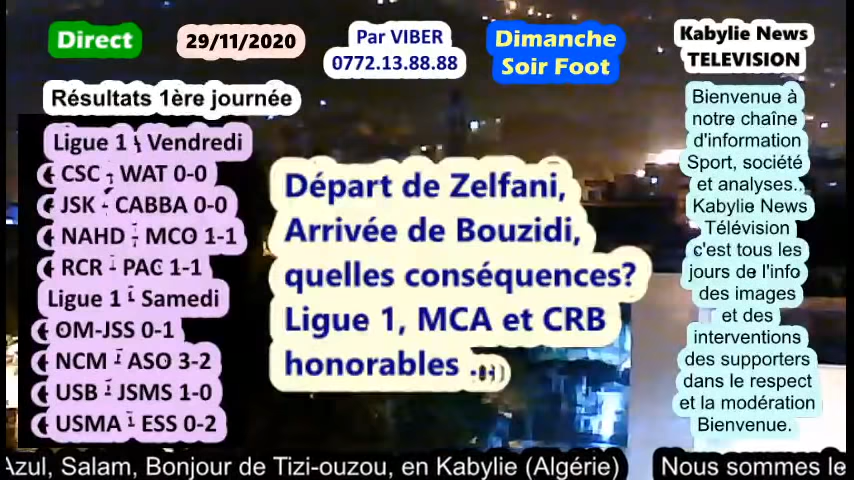 Direct
29/11/2020
Par VIBER
0772.13.88.88
Dimanche
Soir Foot
Kabylie News
TELEVISION
Résultats 1ère journée
Ligue 1 Vendredi
CSC - WAT 0-0
JSK - CABBA 0-0
NAHD - MCO 1-1
RCR - PAC 1-1
Ligue 1 Samedi
OM-JSS 0-1
NCM - ASO 3-2
USB - JSMS 1-0
USMA - ESS 0-2
Départ de Zelfani,
Arrivée de Bouzidi,
quelles conséquences?
Ligue 1, MCA et CRB
honorables
Bienvenue à
notre chaîne
d'information
Sport, société
et analyses..
Kabylie News
Télévision
c'est tous les
jours de l'info
des images
et des
interventions
des supporters
dans le respect
et la modération
Bienvenue.
Azul, Salam, Bonjour de Tizi-ouzou, en Kabylie (Algérie) Nous sommes le